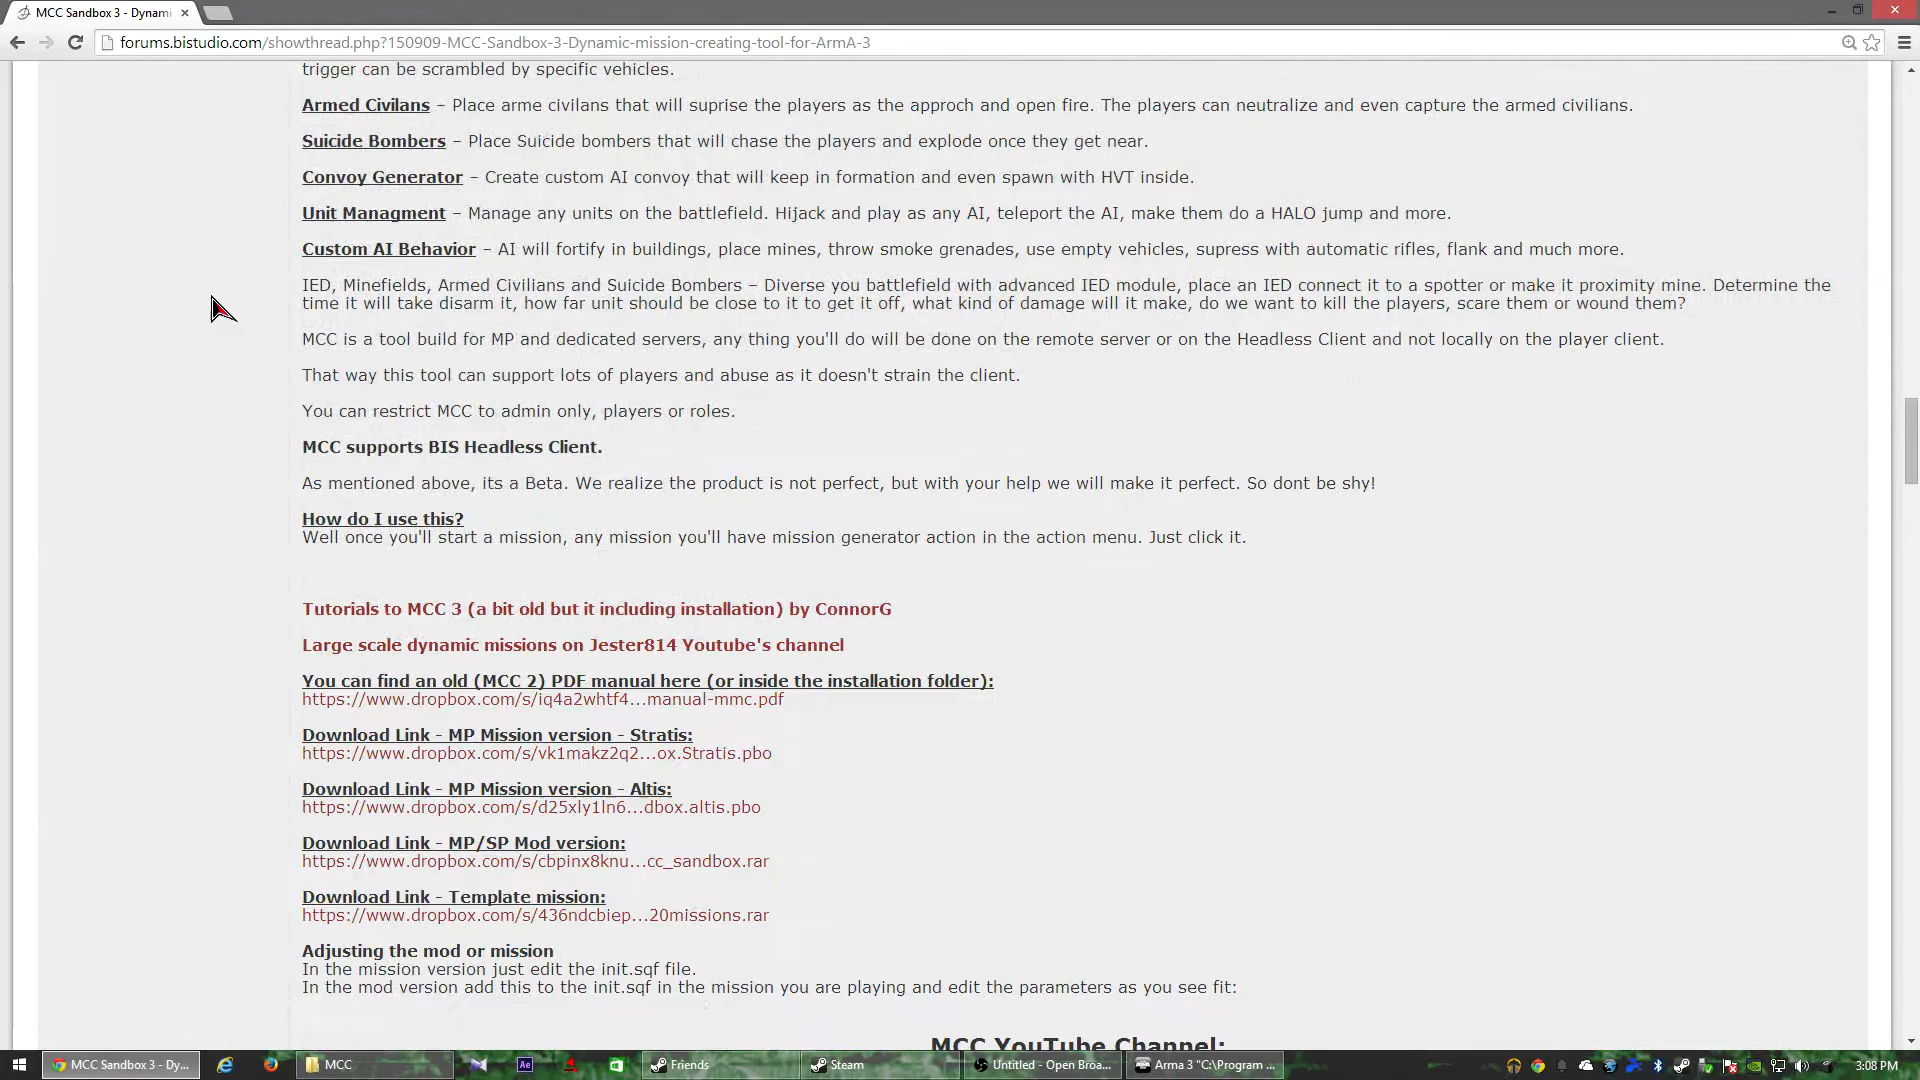 MCC Sandbox 3 - Dynami
forums.bistudio.com/showthread.php?150909-MCC-Sandbox-3-Dynamic-mission-creating-tool-for-ArmA-3
trigger can be scrambled by specific vehicles.
Armed Civilans – Place arme civilans that will suprise the players as the approch and open fire. The players can neutralize and even capture the armed civilians.
Suicide Bombers – Place Suicide bombers that will chase the players and explode once they get near.
Convoy Generator – Create custom AI convoy that will keep in formation and even spawn with HVT inside.
Unit Managment – Manage any units on the battlefield. Hijack and play as any AI, teleport the AI, make them do a HALO jump and more.
Custom AI Behavior – AI will fortify in buildings, place mines, throw smoke grenades, use empty vehicles, supress with automatic rifles, flank and much more.
IED, Minefields, Armed Civilians and Suicide Bombers – Diverse you battlefield with advanced IED module, place an IED connect it to a spotter or make it proximity mine. Determine the
time it will take disarm it, how far unit should be close to it to get it off, what kind of damage will it make, do we want to kill the players, scare them or wound them?
MCC is a tool build for MP and dedicated servers, any thing you'll do will be done on the remote server or on the Headless Client and not locally on the player client.
That way this tool can support lots of players and abuse as it doesn't strain the client.
You can restrict MCC to admin only, players or roles.
MCC supports BIS Headless Client.
As mentioned above, its a Beta. We realize the product is not perfect, but with your help we will make it perfect. So dont be shy!
How do I use this?
Well once you'll start a mission, any mission you'll have mission generator action in the action menu. Just click it.
Tutorials to MCC 3 (a bit old but it including installation) by ConnorG
Large scale dynamic missions on Jester814 Youtube's channel
You can find an old (MCC 2) PDF manual here (or inside the installation folder):
https://www.dropbox.com/s/iq4a2whtf4...manual-mmc.pdf
Download Link - MP Mission version - Stratis:
https://www.dropbox.com/s/vk1makz2q2...ox.Stratis.pbo
Download Link - MP Mission version - Altis:
https://www.dropbox.com/s/d25xly1ln6...dbox.altis.pbo
Download Link - MP/SP Mod version:
https://www.dropbox.com/s/cbpinx8knu...cc_sandbox.rar
Download Link - Template mission:
https://www.dropbox.com/s/436ndcbiep...20missions.rar
Adjusting the mod or mission
In the mission version just edit the init.sqf file.
In the mod version add this to the init.sqf in the mission you are playing and edit the parameters as you see fit:
MCC YouTube Channel:
MCC Sandbox 3 - Dy... MCC Ae Friends Steam Untitled - Open Broa... Arma 3 "C:\Program ... 3:08 PM